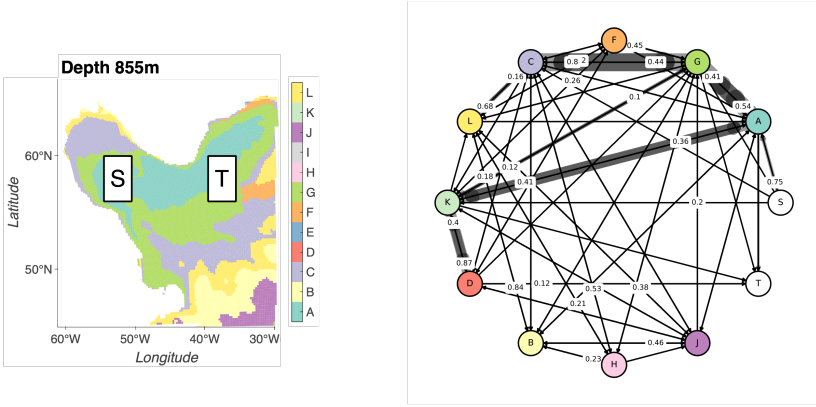 Depth 855m
Latitude
60°N
50°N
S
T
60°W
50°W
40°W
30°W
Longitude
L
K
J
I
H
G
F
E
D
C
B
A
F
0.45
C
0.8
2
0.44
G
0.16
0.26
0.41
0.1
0.68
0.54
L
A
0.36
0.12
0.18
0.41
0.75
K
0.2
S
0.4
0.87
D
0.84
0.12
0.53
0.38
T
0.21
B
0.46
J
0.23
H